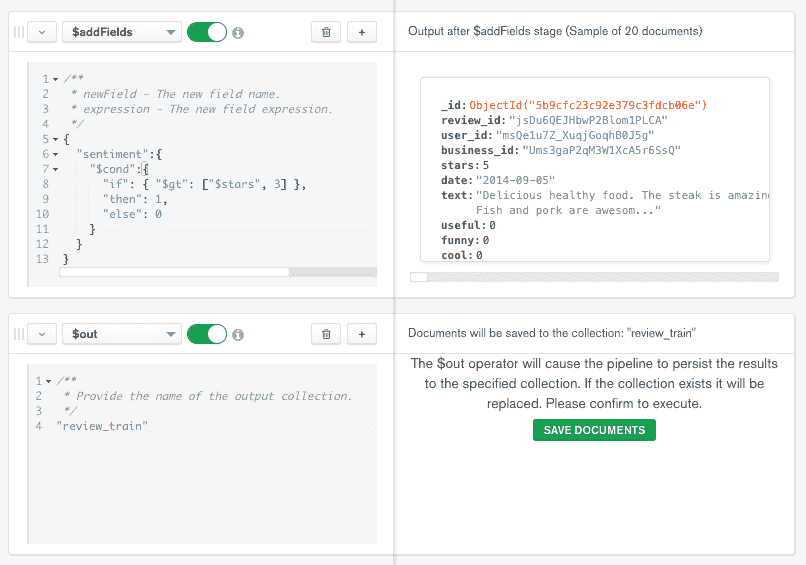 $addFields
Output after $addFields stage (Sample of 20 documents)
1 /**
2 * newField - The new field name.
3 * expression - The new field expression.
4 */
5 {
6 "sentiment":{
7 "$cond":{
8 "if": { "$gt": ["$stars", 3] },
9 "then": 1,
10 "else": 0
11 }
12 }
13 }
_id:ObjectId("5b9cfc23c92e379c3fdcb06e")
review_id:"jsDu6QEJHbwP2Blom1PLCA"
user_id:"msQe1u7Z_XuqjGoqhB0J5g"
business_id:"Ums3gaP2qM3W1XcA5r6SsQ"
stars:5
date:"2014-09-05"
text:"Delicious healthy food. The steak is amazing
Fish and pork are awesom..."
useful:0
funny:0
cool:0
$out
Documents will be saved to the collection: "review_train"
1 /**
2 * Provide the name of the output collection.
3 */
4 "review_train"
The $out operator will cause the pipeline to persist the results
to the specified collection. If the collection exists it will be
replaced. Please confirm to execute.
SAVE DOCUMENTS